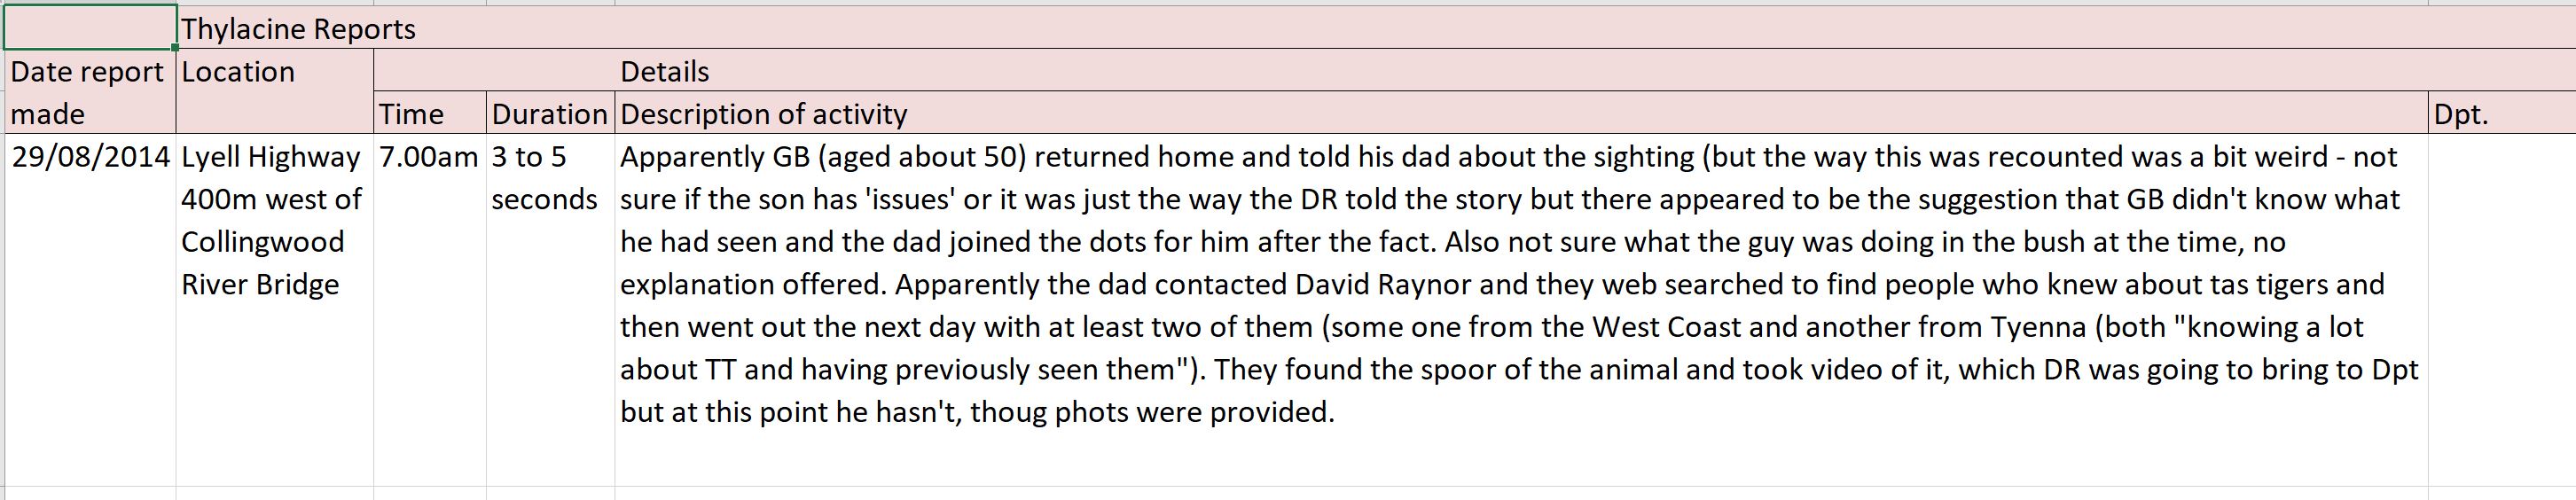 Thylacine Reports
Date report made
Location
Details
Time
Duration
Description of activity
Dpt.
29/08/2014
Lyell Highway
400m west of
Collingwood
River Bridge
7.00am
3 to 5
seconds
Apparently GB (aged about 50) returned home and told his dad about the sighting (but the way this was recounted was a bit weird - not
sure if the son has 'issues' or it was just the way the DR told the story but there appeared to be the suggestion that GB didn't know what
he had seen and the dad joined the dots for him after the fact. Also not sure what the guy was doing in the bush at the time, no
explanation offered. Apparently the dad contacted David Raynor and they web searched to find people who knew about tas tigers and
then went out the next day with at least two of them (some one from the West Coast and another from Tyenna (both "knowing a lot
about TT and having previously seen them"). They found the spoor of the animal and took video of it, which DR was going to bring to Dpt
but at this point he hasn't, thoug phots were provided.